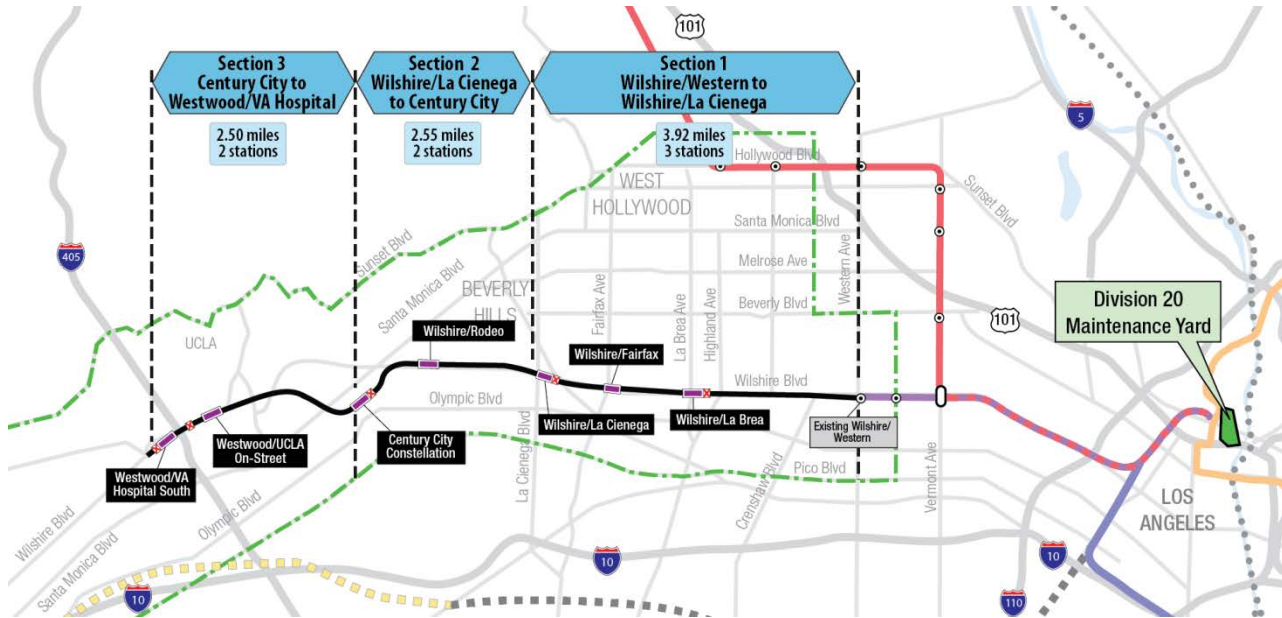 Section 3
Century City to
Westwood/VA Hospital
2.50 miles
2 stations
Section 2
Wilshire/La Cienega
to Century City
2.55 miles
2 stations
Section 1
Wilshire/Western to
Wilshire/La Cienega
3.92 miles
3 stations
101
5
Hollywood Blvd
WEST
HOLLYWOOD
Sunset Blvd
Santa Monica Blvd
Western Ave
Melrose Ave
405
Sunset Blvd
Santa Monica Blvd
BEVERLY
HILLS
Fairfax Ave
La Brea Ave
Highland Ave
Beverly Blvd
101
Division 20
Maintenance Yard
UCLA
Wilshire/Rodeo
Wilshire/Fairfax
Wilshire Blvd
Olympic Blvd
Westwood/UCLA
On-Street
Century City
Constellation
La Cienega Blvd
Wilshire/La Cienega
Wilshire/La Brea
Existing Wilshire/
Western
Westwood/VA
Hospital South
Crenshaw Blvd
Pico Blvd
Vermont Ave
LOS
ANGELES
Wilshire Blvd
Santa Monica Blvd
Olympic Blvd
10
10
10
110